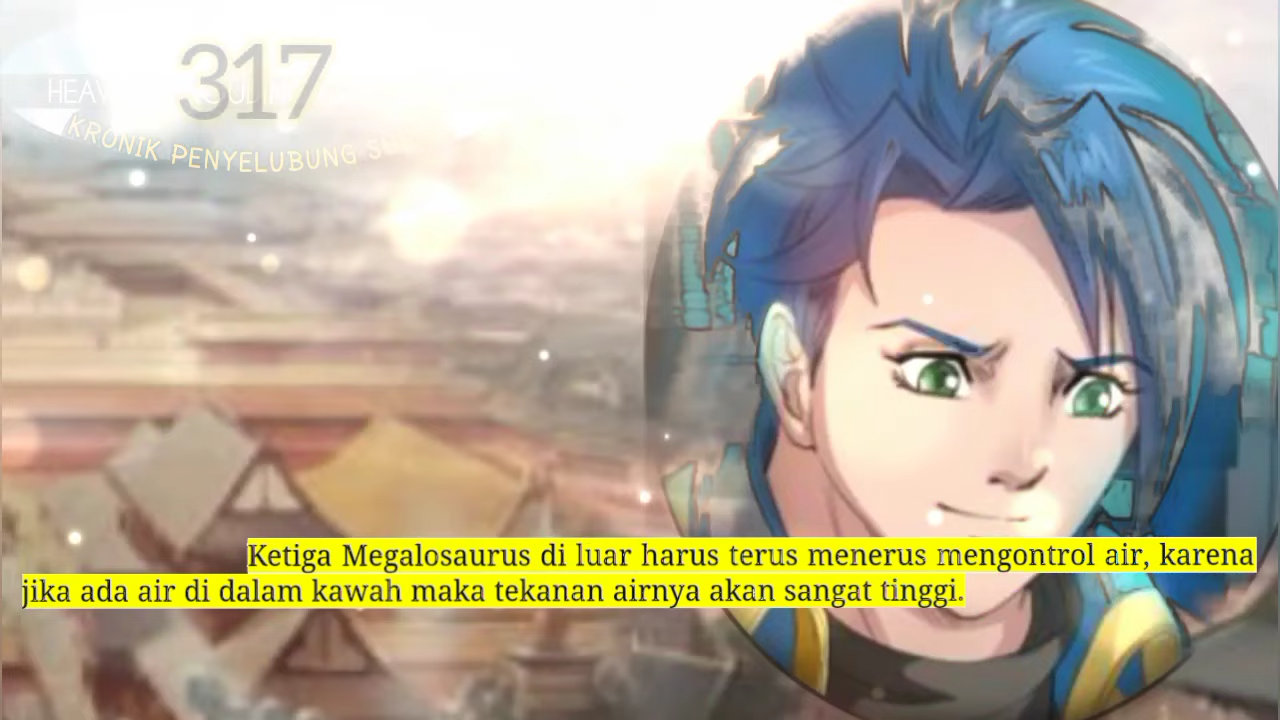 317
KRONIK PENYELUBUNG
Ketiga Megalosaurus di luar harus terus menerus mengontrol air, karena
jika ada air di dalam kawah maka tekanan airnya akan sangat tinggi.